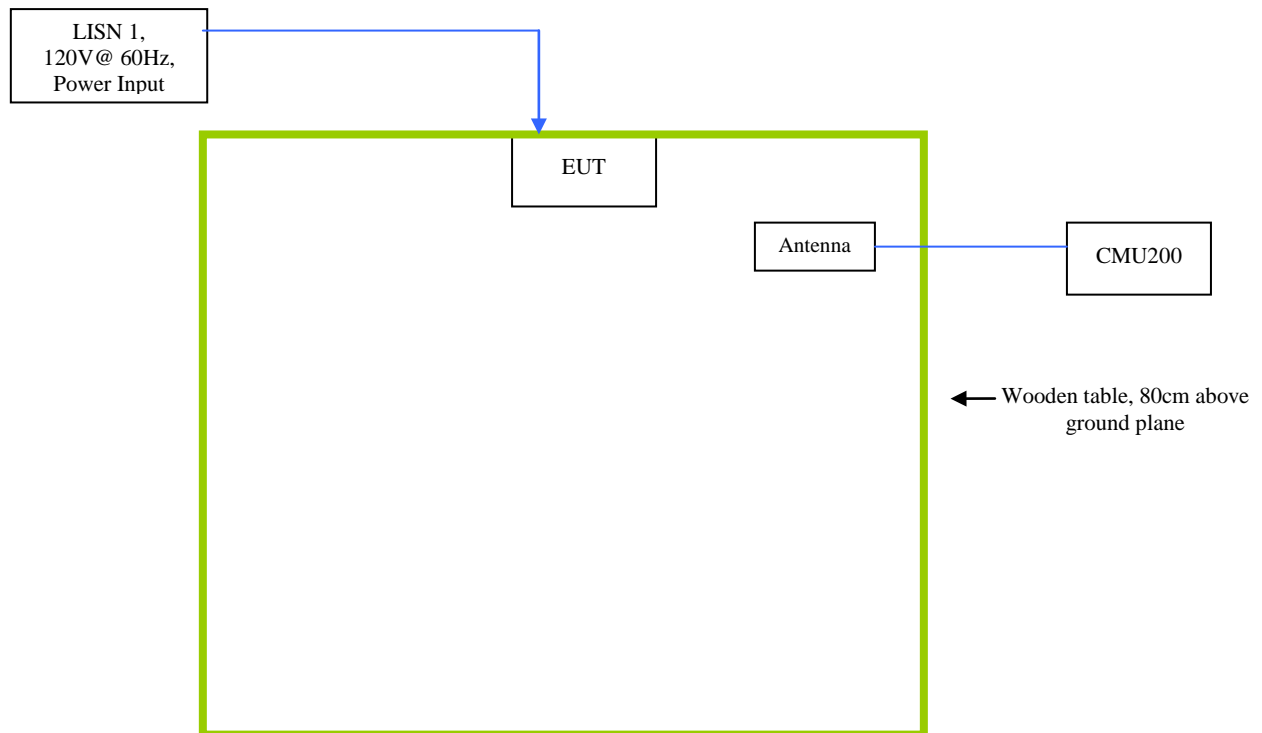 LISN 1,
120V@ 60Hz,
Power Input
EUT
Antenna
CMU200
Wooden table, 80cm above
ground plane